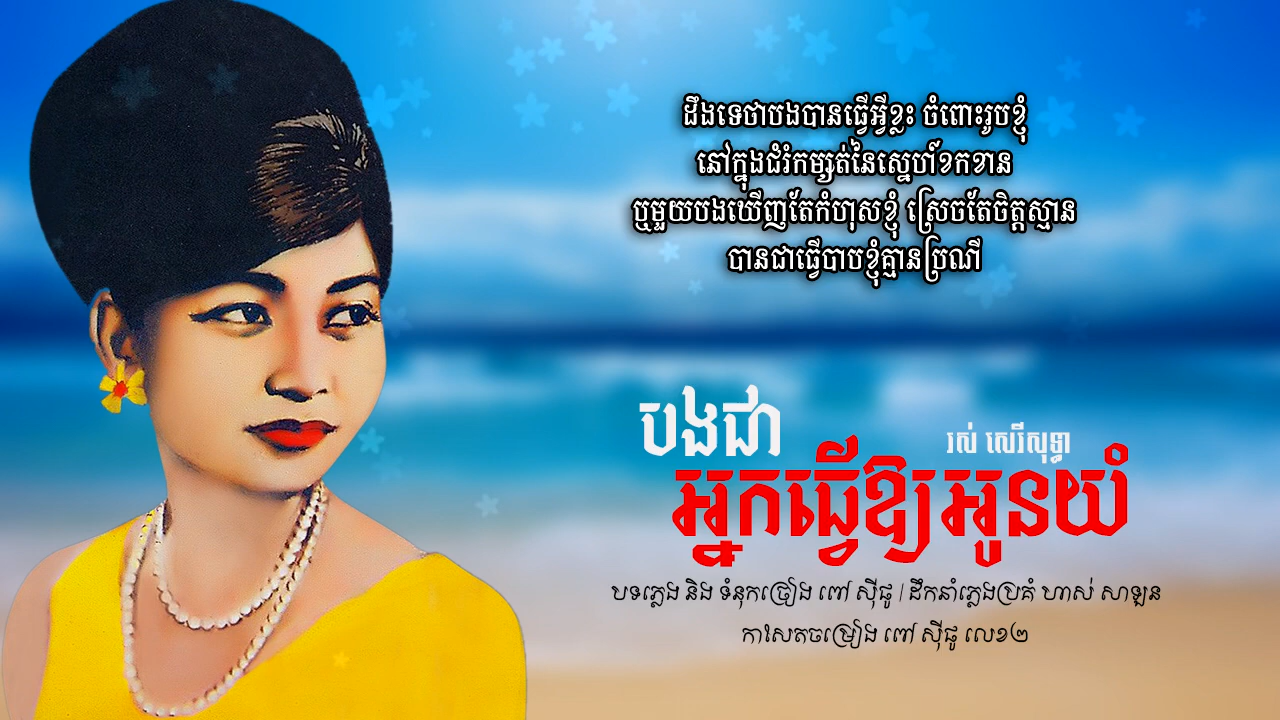 ដឹងទេថាបងបានធ្វើអ្វីខ្លះ ចំពោះរូបខ្ញុំ
នៅក្នុងជំរំកម្សត់នៃស្នេហ៍ខកខាន
ឬមួយបងឃើញតែកំហុសខ្ញុំ ស្រេចតែចិត្តស្មាន
បានជាធ្វើបាបខ្ញុំគ្មានប្រណី
បងជា
រស់ សេរីសុទ្ធា
អ្នកធ្វើឱ្យអូនយំ
បទភ្លេង និង ទំនុកច្រៀង ពៅ ស៊ីផូ / ដឹកនាំភ្លេងប្រគំ ហាស់ សាឡន
កាសែតចម្រៀង ពៅ ស៊ីផូ លេខ២